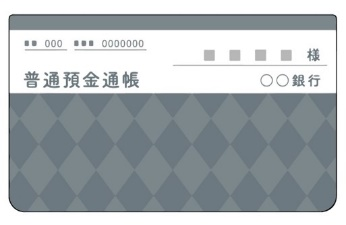 ■■ 000 ■■■ 0000000
■ ■ ■ ■ 様
普通預金通帳
○○銀行